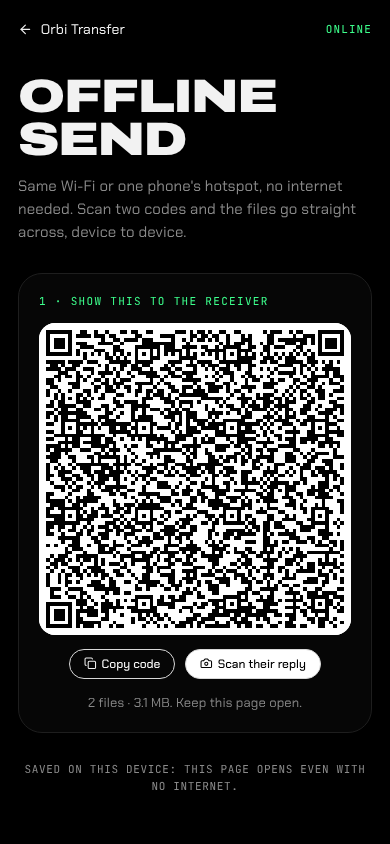 Orbi Transfer
ONLINE
OFFLINE
SEND
Same Wi-Fi or one phone's hotspot, no internet
needed. Scan two codes and the files go straight
across, device to device.
1 · SHOW THIS TO THE RECEIVER
Copy code
Scan their reply
2 files · 3.1 MB. Keep this page open.
SAVED ON THIS DEVICE: THIS PAGE OPENS EVEN WITH
NO INTERNET.